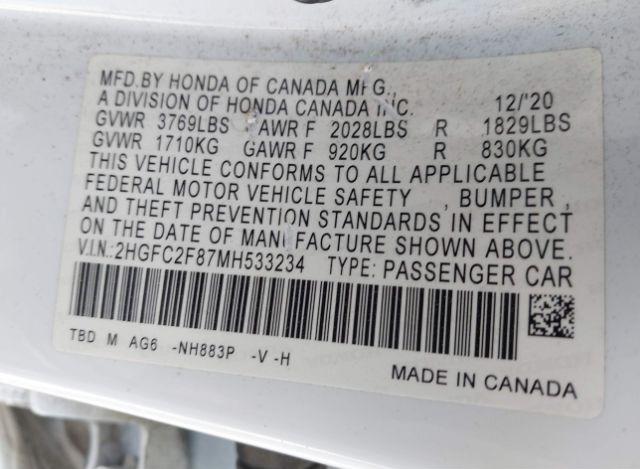 MFD.BY HONDA OF CANADA MFG.,
A DIVISION OF HONDA CANADA INC. 12/'20
GVWR 3769LBS GAWR F 2028LBS R 1829LBS
GVWR 1710KG GAWR F 920KG R 830KG
THIS VEHICLE CONFORMS TO ALL APPLICABLE
FEDERAL MOTOR VEHICLE SAFETY , BUMPER ,
AND THEFT PREVENTION STANDARDS IN EFFECT
ON THE DATE OF MANUFACTURE SHOWN ABOVE.
V.I.N.:2HGFC2F87MH533234 TYPE: PASSENGER CAR
TBD M AG6 -NH883P -V -H
MADE IN CANADA